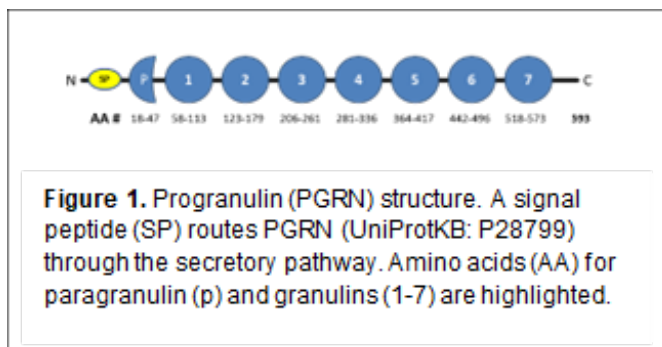 N SP P 1 2 3 4 5 6 7 C
AA # 18-47 58-113 123-179 206-261 281-336 364-417 442-496 518-573 593
Figure 1. Progranulin (PGRN) structure. A signal
peptide (SP) routes PGRN (UniProtKB: P28799)
through the secretory pathway. Amino acids (AA) for
paragranulin (p) and granulins (1-7) are highlighted.